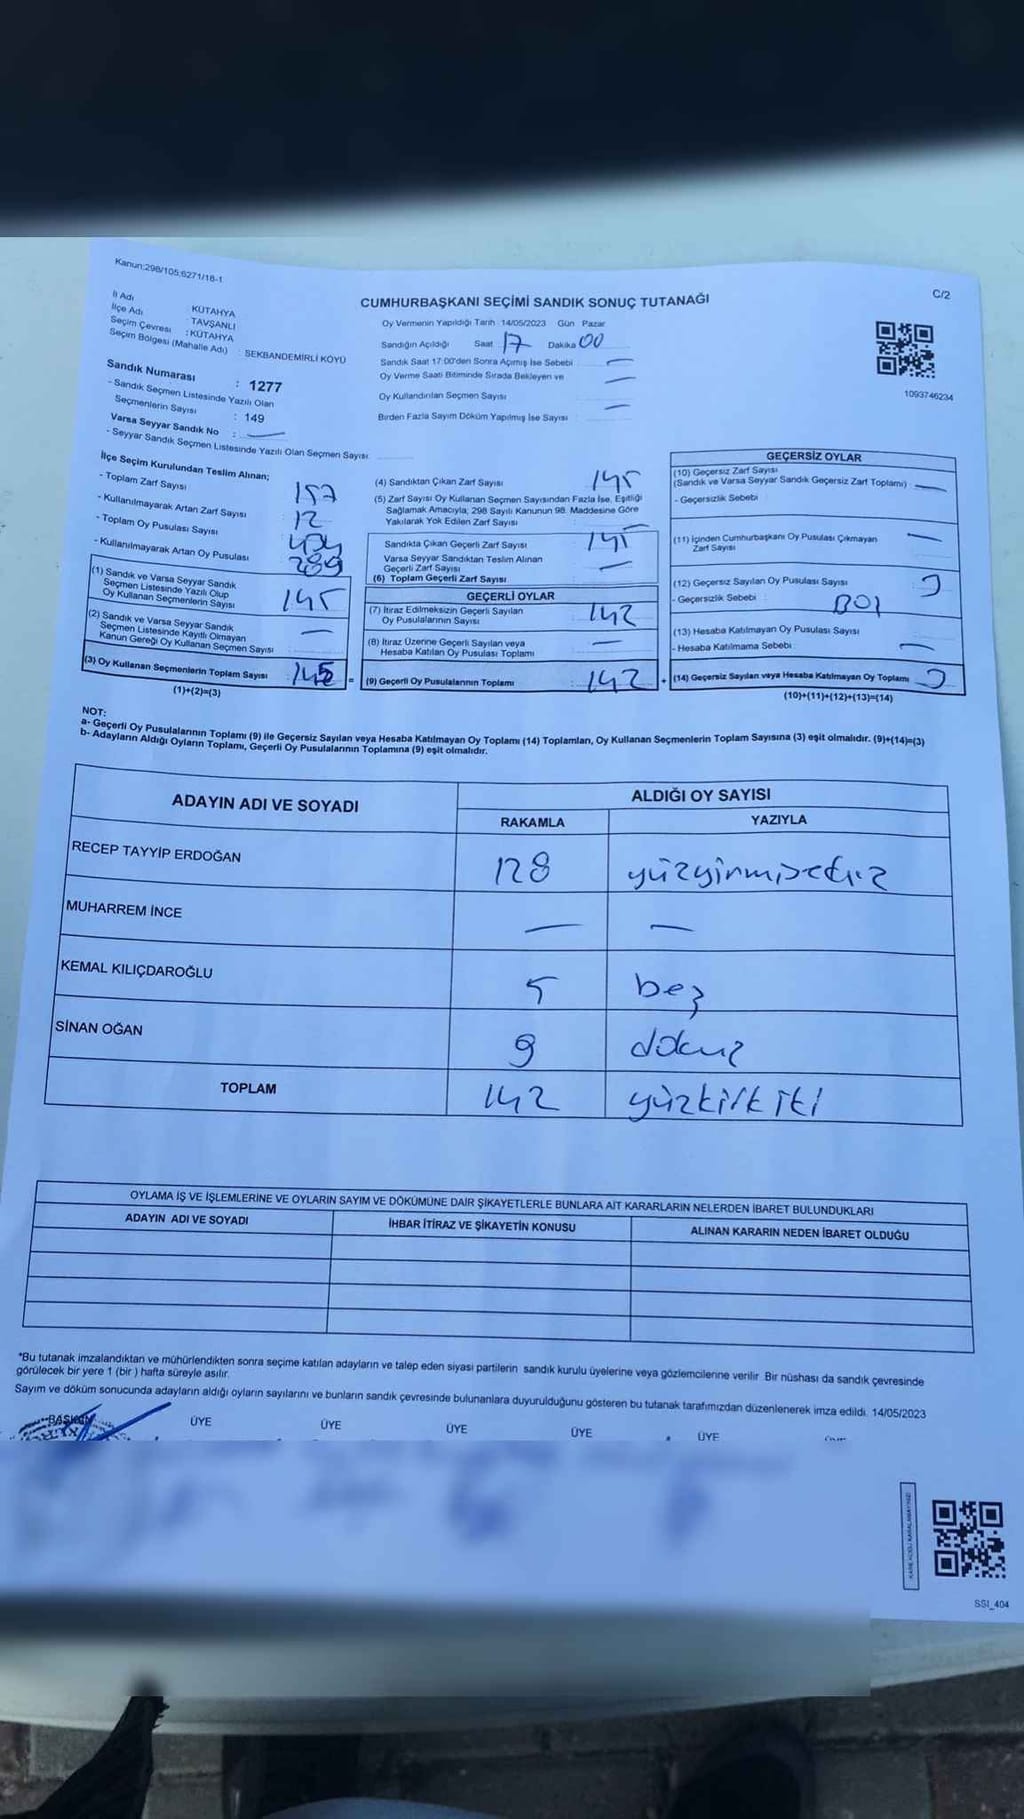 Kanun:298/105;6271/18-1
C/2
CUMHURBAŞKANI SEÇİMİ SANDIK SONUÇ TUTANAĞI
İl Adı : KÜTAHYA
İlçe Adı : TAVŞANLI
Seçim Çevresi : KÜTAHYA
Seçim Bölgesi (Mahalle Adı) : SEKBANDEMİRLİ KÖYÜ
Sandık Numarası : 1277
- Sandık Seçmen Listesinde Yazılı Olan
Seçmenlerin Sayısı : 149
Varsa Seyyar Sandık No : —
- Seyyar Sandık Seçmen Listesinde Yazılı Olan Seçmen Sayısı
Oy Vermenin Yapıldığı Tarih : 14/05/2023 Gün Pazar
Sandığın Açıldığı Saat 17 Dakika 00
Sandık Saat 17:00'den Sonra Açılmış İse Sebebi —
Oy Verme Saati Bitiminde Sırada Bekleyen ve —
Oy Kullandırılan Seçmen Sayısı
Birden Fazla Sayım Döküm Yapılmış İse Sayısı —
1093746234
İlçe Seçim Kurulundan Teslim Alınan;
- Toplam Zarf Sayısı 157
- Kullanılmayarak Artan Zarf Sayısı 12
- Toplam Oy Pusulası Sayısı
- Kullanılmayarak Artan Oy Pusulası 289
(1) Sandık ve Varsa Seyyar Sandık
Seçmen Listesinde Yazılı Olup
Oy Kullanan Seçmenlerin Sayısı 145
(2) Sandık ve Varsa Seyyar Sandık
Seçmen Listesinde Kayıtlı Olmayan
Kanun Gereği Oy Kullanan Seçmen Sayısı —
(3) Oy Kullanan Seçmenlerin Toplam Sayısı : 145 =
(1)+(2)=(3)
(4) Sandıktan Çıkan Zarf Sayısı 145
(5) Zarf Sayısı Oy Kullanan Seçmen Sayısından Fazla İse, Eşitliği
Sağlamak Amacıyla; 298 Sayılı Kanunun 98. Maddesine Göre
Yakılarak Yok Edilen Zarf Sayısı —
Sandıkta Çıkan Geçerli Zarf Sayısı 145
Varsa Seyyar Sandıktan Teslim Alınan
Geçerli Zarf Sayısı —
(6) Toplam Geçerli Zarf Sayısı
GEÇERLİ OYLAR
(7) İtiraz Edilmeksizin Geçerli Sayılan
Oy Pusulalarının Sayısı : 142
(8) İtiraz Üzerine Geçerli Sayılan veya
Hesaba Katılan Oy Pusulası Toplamı —
(9) Geçerli Oy Pusulalarının Toplamı : 142 +
GEÇERSİZ OYLAR
(10) Geçersiz Zarf Sayısı
(Sandık ve Varsa Seyyar Sandık Geçersiz Zarf Toplamı) : —
- Geçersizlik Sebebi
(11) İçinden Cumhurbaşkanı Oy Pusulası Çıkmayan
Zarf Sayısı —
(12) Geçersiz Sayılan Oy Pusulası Sayısı : 3
- Geçersizlik Sebebi :
(13) Hesaba Katılmayan Oy Pusulası Sayısı
- Hesaba Katılmama Sebebi : —
(14) Geçersiz Sayılan veya Hesaba Katılmayan Oy Toplamı 3
(10)+(11)+(12)+(13)=(14)
NOT:
a- Geçerli Oy Pusulalarının Toplamı (9) ile Geçersiz Sayılan veya Hesaba Katılmayan Oy Toplamı (14) Toplamları, Oy Kullanan Seçmenlerin Toplam Sayısına (3) eşit olmalıdır. (9)+(14)=(3)
b- Adayların Aldığı Oyların Toplamı, Geçerli Oy Pusulalarının Toplamına (9) eşit olmalıdır.
ADAYIN ADI VE SOYADI
ALDIĞI OY SAYISI
RAKAMLA YAZIYLA
RECEP TAYYİP ERDOĞAN 128 yüzyirmisekiz
MUHARREM İNCE — —
KEMAL KILIÇDAROĞLU 5 beş
SİNAN OĞAN 9 dokuz
TOPLAM 142 yüzkırkiki
OYLAMA İŞ VE İŞLEMLERİNE VE OYLARIN SAYIM VE DÖKÜMÜNE DAİR ŞİKAYETLERLE BUNLARA AİT KARARLARIN NELERDEN İBARET BULUNDUKLARI
ADAYIN ADI VE SOYADI İHBAR İTİRAZ VE ŞİKAYETİN KONUSU ALINAN KARARIN NEDEN İBARET OLDUĞU
*Bu tutanak imzalandıktan ve mühürlendikten sonra seçime katılan adayların ve talep eden siyasi partilerin sandık kurulu üyelerine veya gözlemcilerine verilir. Bir nüshası da sandık çevresinde
görülecek bir yere 1 (bir ) hafta süreyle asılır.
Sayım ve döküm sonucunda adayların aldığı oyların sayılarını ve bunların sandık çevresinde bulunanlara duyurulduğunu gösteren bu tutanak tarafımızdan düzenlenerek imza edildi. 14/05/2023
BAŞKAN ÜYE ÜYE ÜYE ÜYE ÜYE
KARE KODU KARALAMAYINIZ!
SSI_404